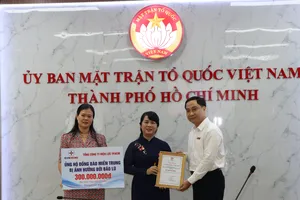 MẶT TRẬN TỔ QUỐC
VIỆT NAM
ỦY BAN MẶT TRẬN TỔ QUỐC VIỆT NAM
THÀNH PHỐ HỒ CHÍ MINH
ỦNG HỘ ĐỒNG BÀO MIỀN TRUNG
BỊ ẢNH HƯỞNG BỞI BÃO LŨ
300.000.000đ